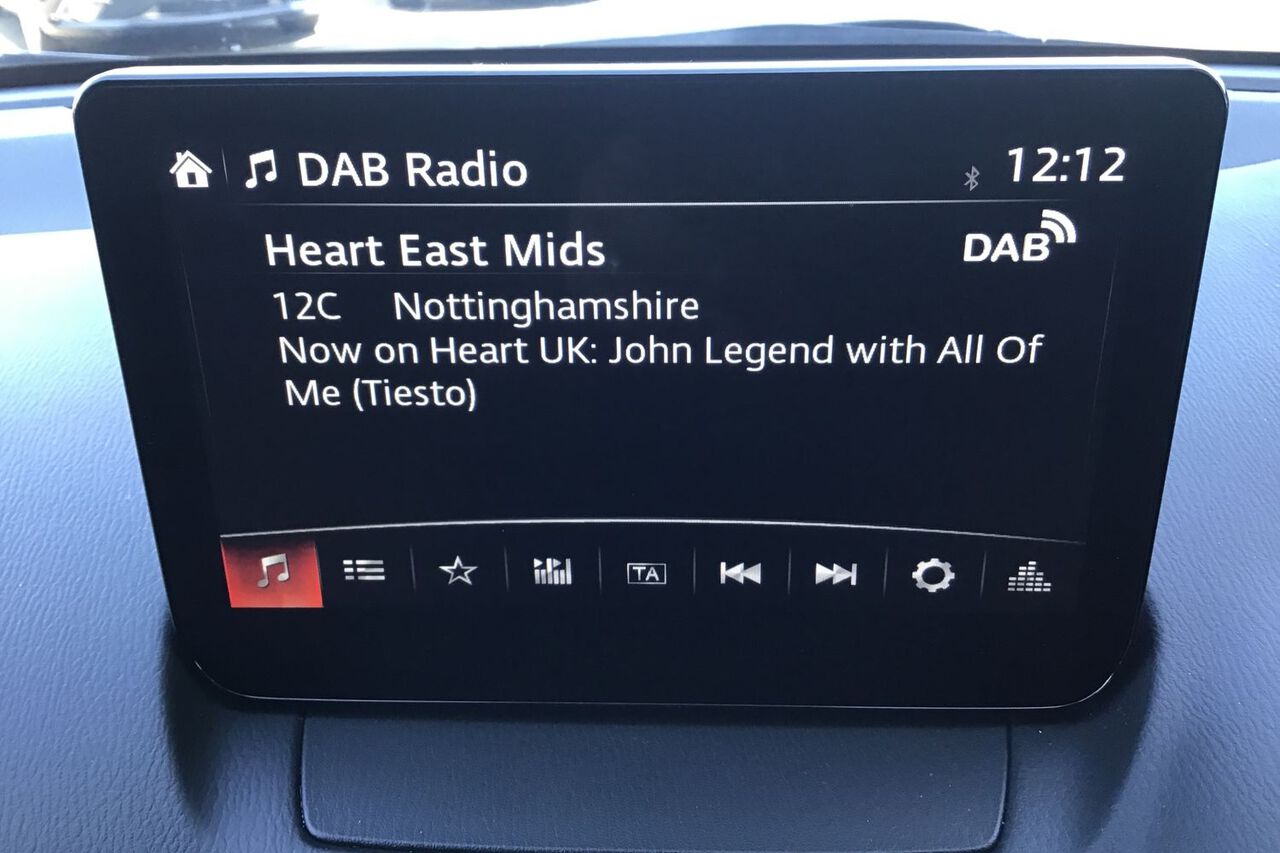 DAB Radio 12:12
Heart East Mids DAB
12C Nottinghamshire
Now on Heart UK: John Legend with All Of
Me (Tiesto)
TA